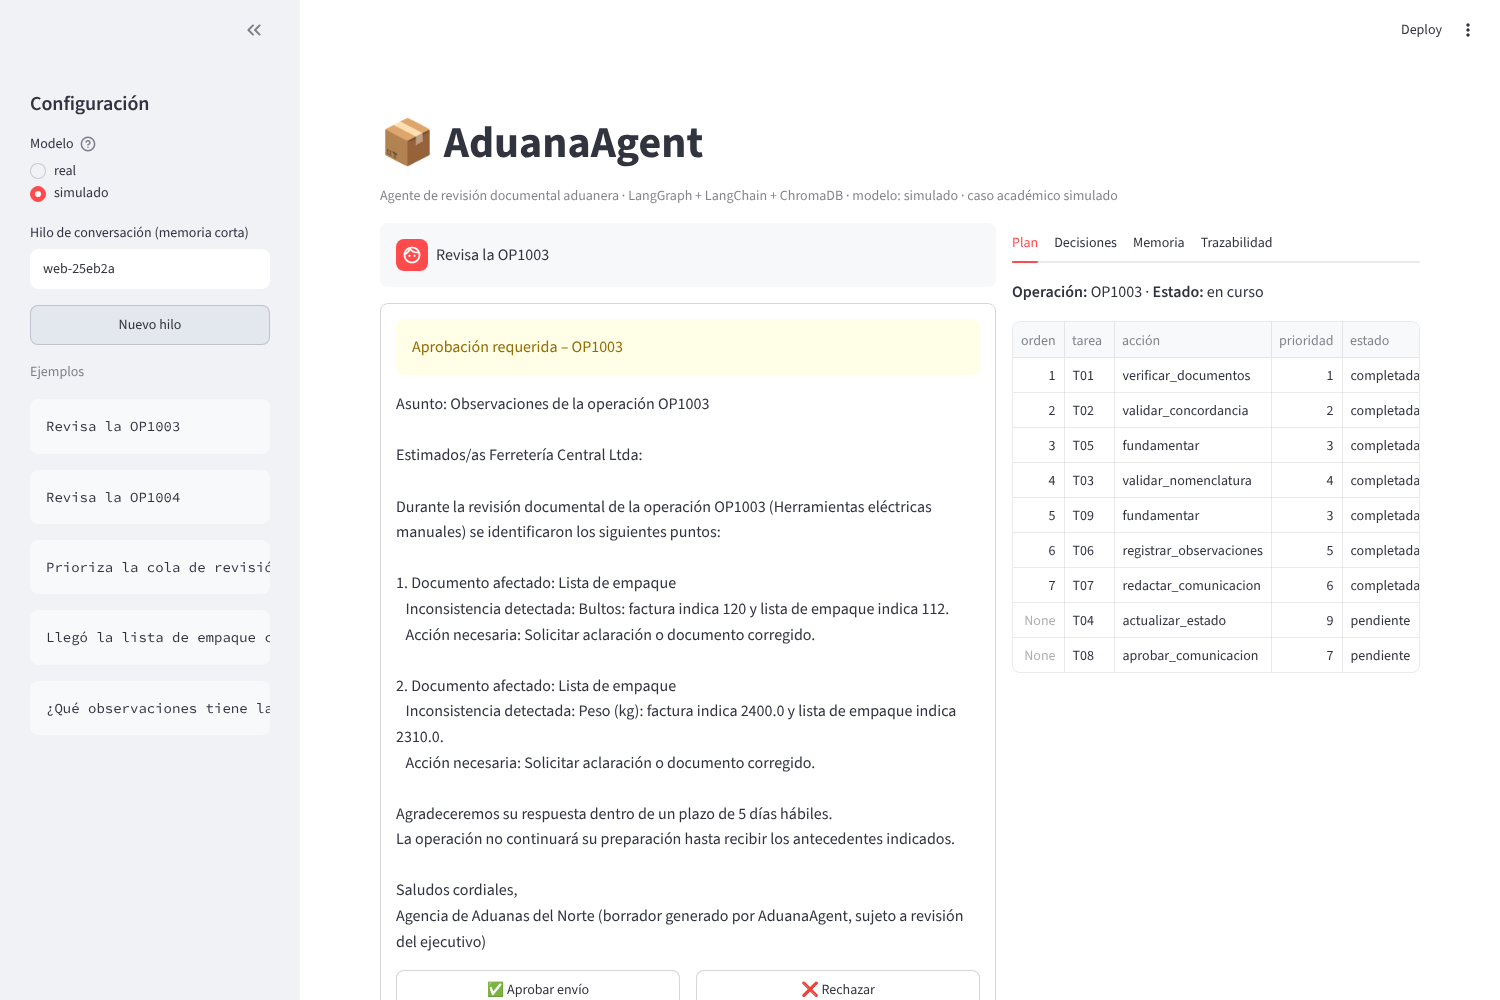 Deploy
Configuración
Modelo
real
simulado
Hilo de conversación (memoria corta)
web-25eb2a
Nuevo hilo
Ejemplos
Revisa la OP1003
Revisa la OP1004
Prioriza la cola de revisió
Llegó la lista de empaque c
¿Qué observaciones tiene la
AduanaAgent
Agente de revisión documental aduanera · LangGraph + LangChain + ChromaDB · modelo: simulado · caso académico simulado
Revisa la OP1003
Aprobación requerida – OP1003
Asunto: Observaciones de la operación OP1003
Estimados/as Ferretería Central Ltda:
Durante la revisión documental de la operación OP1003 (Herramientas eléctricas
manuales) se identificaron los siguientes puntos:
1. Documento afectado: Lista de empaque
Inconsistencia detectada: Bultos: factura indica 120 y lista de empaque indica 112.
Acción necesaria: Solicitar aclaración o documento corregido.
2. Documento afectado: Lista de empaque
Inconsistencia detectada: Peso (kg): factura indica 2400.0 y lista de empaque indica
2310.0.
Acción necesaria: Solicitar aclaración o documento corregido.
Agradeceremos su respuesta dentro de un plazo de 5 días hábiles.
La operación no continuará su preparación hasta recibir los antecedentes indicados.
Saludos cordiales,
Agencia de Aduanas del Norte (borrador generado por AduanaAgent, sujeto a revisión
del ejecutivo)
✅ Aprobar envío
❌ Rechazar
Plan Decisiones Memoria Trazabilidad
Operación: OP1003 · Estado: en curso
orden tarea acción prioridad estado
1 T01 verificar_documentos 1 completada
2 T02 validar_concordancia 2 completada
3 T05 fundamentar 3 completada
4 T03 validar_nomenclatura 4 completada
5 T09 fundamentar 3 completada
6 T06 registrar_observaciones 5 completada
7 T07 redactar_comunicacion 6 completada
None T04 actualizar_estado 9 pendiente
None T08 aprobar_comunicacion 7 pendiente